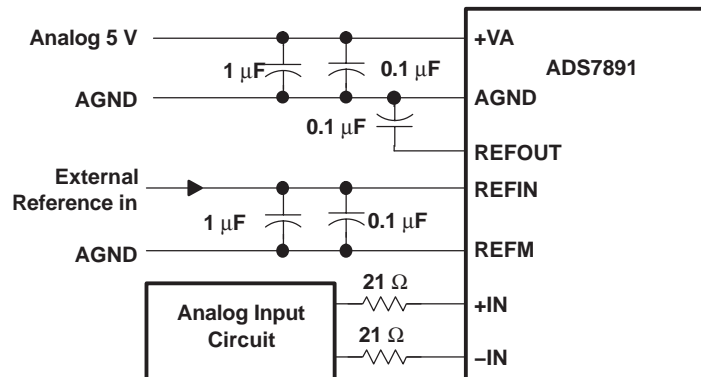 Analog 5 V
+VA
1 μF
0.1 μF
ADS7891
AGND
AGND
0.1 μF
REFOUT
External
Reference in
REFIN
1 μF
0.1 μF
AGND
REFM
21 Ω
Analog Input
Circuit
+IN
21 Ω
−IN